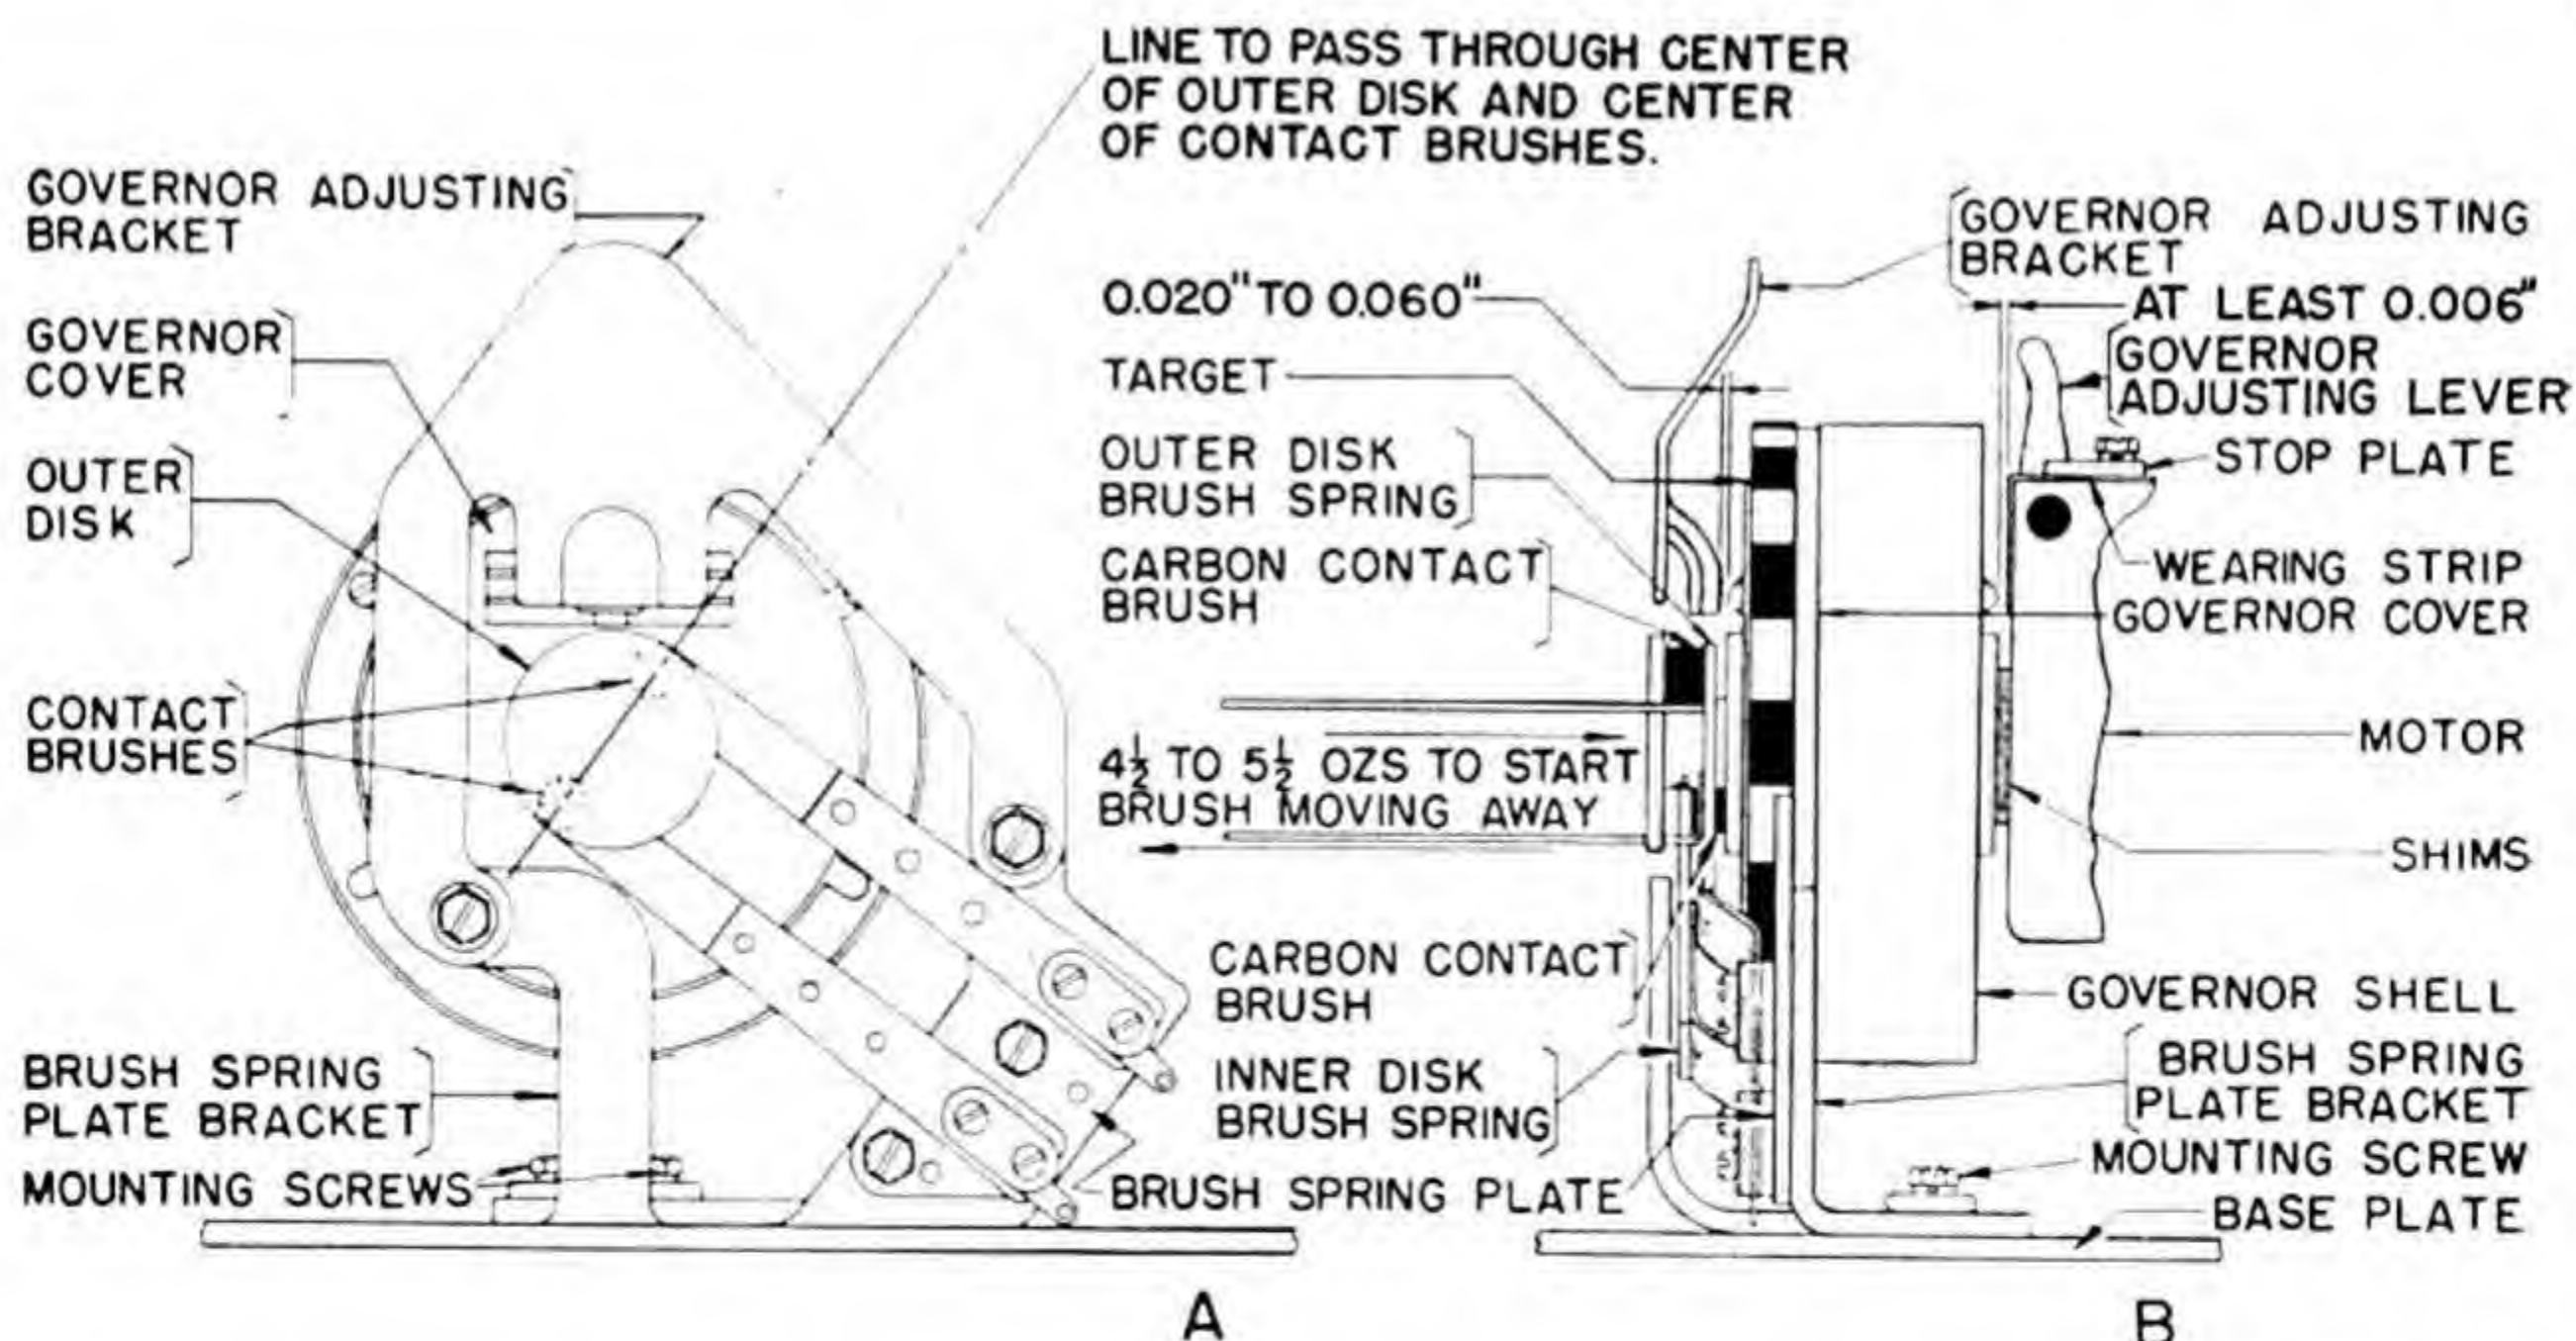 LINE TO PASS THROUGH CENTER
OF OUTER DISK AND CENTER
OF CONTACT BRUSHES.
GOVERNOR ADJUSTING
BRACKET
GOVERNOR
COVER
OUTER
DISK
CONTACT
BRUSHES
BRUSH SPRING
PLATE BRACKET
MOUNTING SCREWS
A
0.020" TO 0.060"
TARGET
OUTER DISK
BRUSH SPRING
CARBON CONTACT
BRUSH
4½ TO 5½ OZS TO START
BRUSH MOVING AWAY
CARBON CONTACT
BRUSH
INNER DISK
BRUSH SPRING
BRUSH SPRING PLATE
GOVERNOR ADJUSTING
BRACKET
AT LEAST 0.006"
GOVERNOR
ADJUSTING LEVER
STOP PLATE
WEARING STRIP
GOVERNOR COVER
MOTOR
SHIMS
GOVERNOR SHELL
BRUSH SPRING
PLATE BRACKET
MOUNTING SCREW
BASE PLATE
B